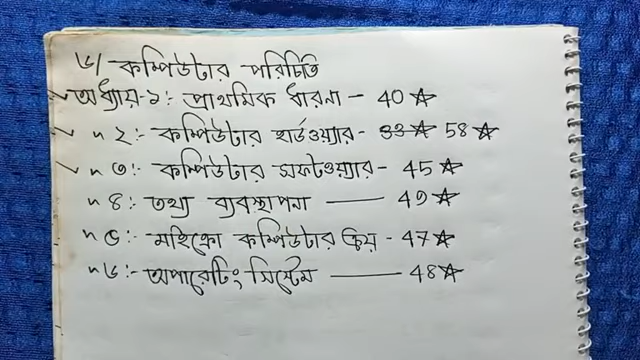 ৬/ কম্পিউটার পরিচিতি
অধ্যায়-১ : প্রাথমিক ধারনা - 40 ☆
" ২ :- কম্পিউটার হার্ডওয়্যার - 33 ☆ 58 ☆
" ৩ :- কম্পিউটার সফটওয়্যার - 45 ☆
" ৪ :- তথ্য ব্যবস্থাপনা — 49 ☆
" ৫ :- মাইক্রো কম্পিউটার ক্রয় - 47 ☆
" ৬ :- অপারেটিং সিস্টেম — 48 ☆